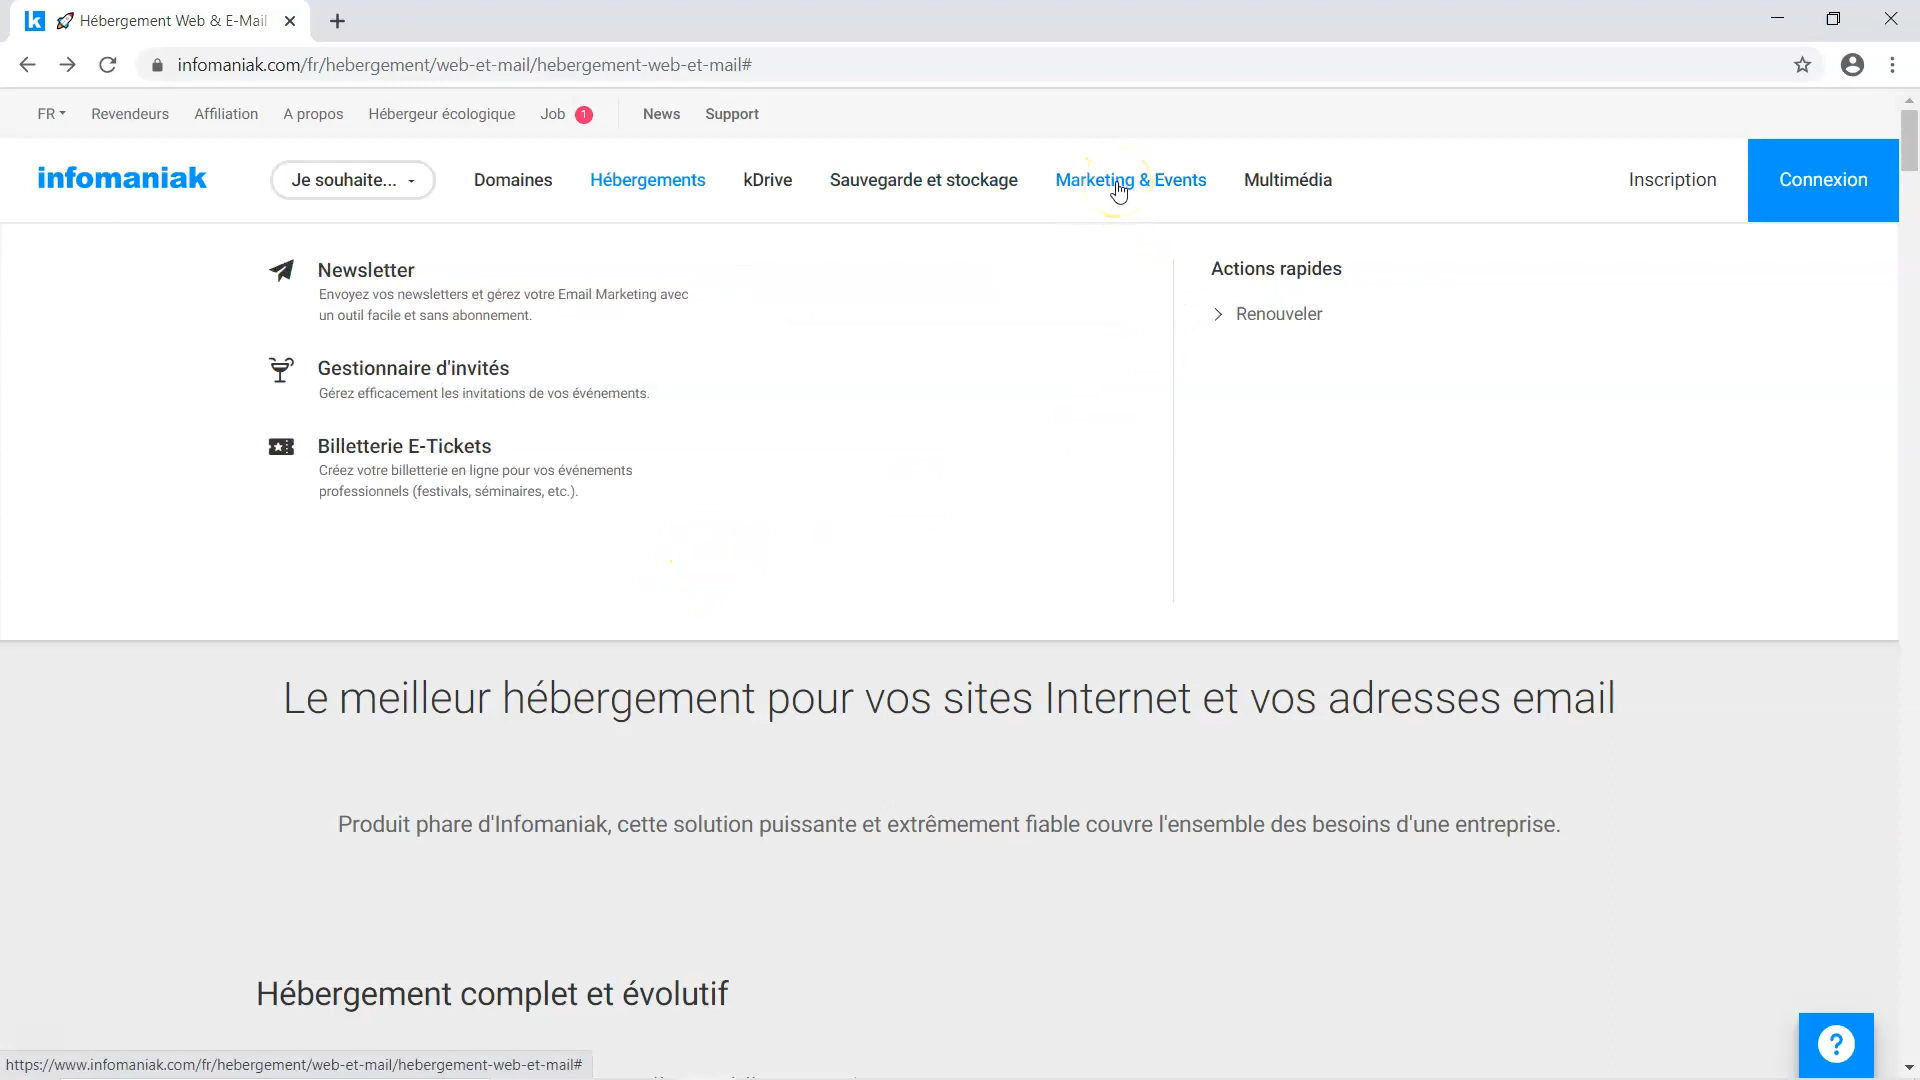 Hébergement Web & E-Mail
infomaniak.com/fr/hebergement/web-et-mail/hebergement-web-et-mail#
FR Revendeurs Affiliation A propos Hébergeur écologique Job 1 News Support
infomaniak Je souhaite... Domaines Hébergements kDrive Sauvegarde et stockage Marketing & Events Multimédia Inscription Connexion
Newsletter
Envoyez vos newsletters et gérez votre Email Marketing avec
un outil facile et sans abonnement.
Gestionnaire d'invités
Gérez efficacement les invitations de vos événements.
Billetterie E-Tickets
Créez votre billetterie en ligne pour vos événements
professionnels (festivals, séminaires, etc.).
Actions rapides
Renouveler
Le meilleur hébergement pour vos sites Internet et vos adresses email
Produit phare d'Infomaniak, cette solution puissante et extrêmement fiable couvre l'ensemble des besoins d'une entreprise.
Hébergement complet et évolutif
?
https://www.infomaniak.com/fr/hebergement/web-et-mail/hebergement-web-et-mail#